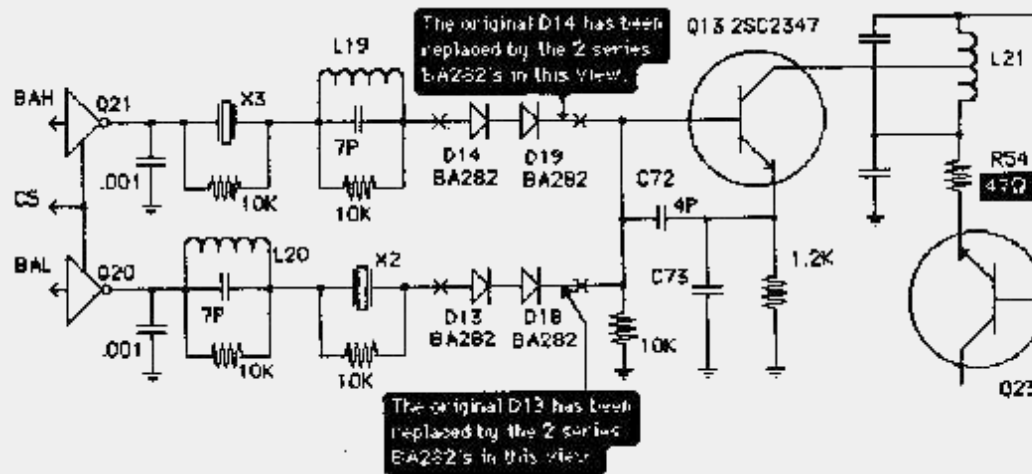 The original D14 has been
replaced by the 2 series
BA282's in this view.
Q13 2SC2347
L19
L21
BAH
Q21
X3
7P
D14
BA282
D19
BA282
R54
47Ω
.001
10K
10K
C72
4P
CS
L20
X2
BAL
Q20
1.2K
C73
7P
D13
BA282
D18
BA282
.001
10K
10K
10K
Q23
The original D13 has been
replaced by the 2 series
BA282's in this view.